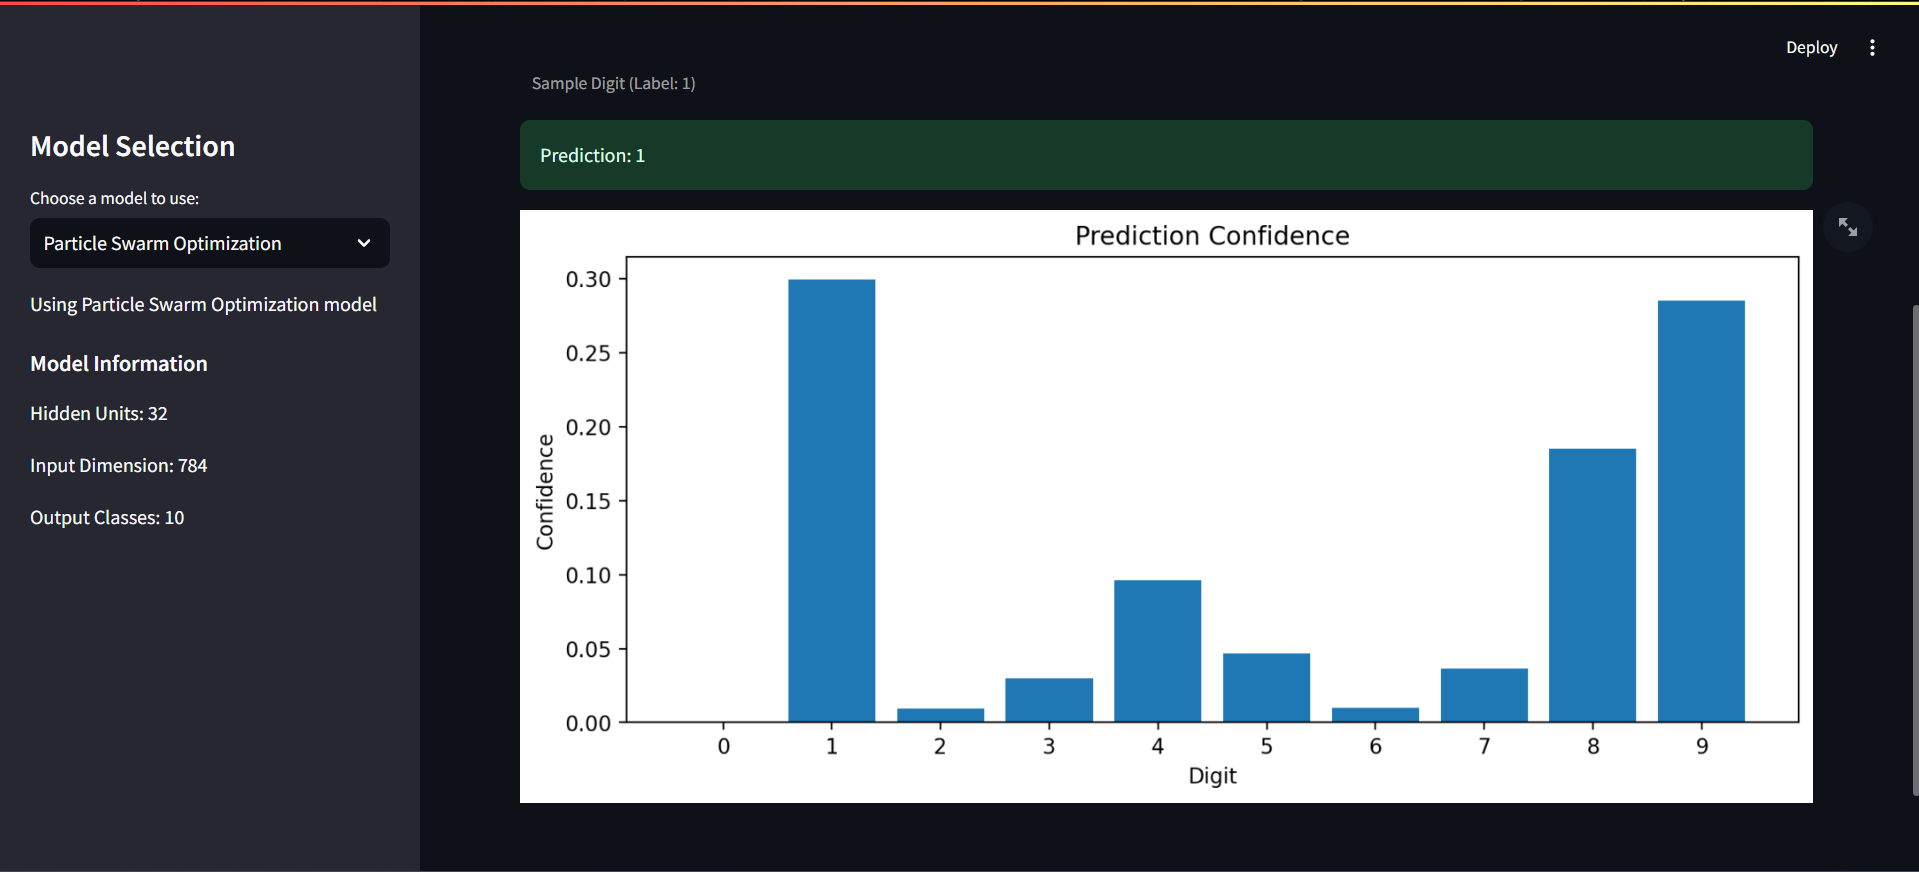 Deploy
Model Selection
Choose a model to use:
Particle Swarm Optimization
Using Particle Swarm Optimization model
Model Information
Hidden Units: 32
Input Dimension: 784
Output Classes: 10
Sample Digit (Label: 1)
Prediction: 1
Prediction Confidence
Confidence
0.30
0.25
0.20
0.15
0.10
0.05
0.00
0 1 2 3 4 5 6 7 8 9
Digit